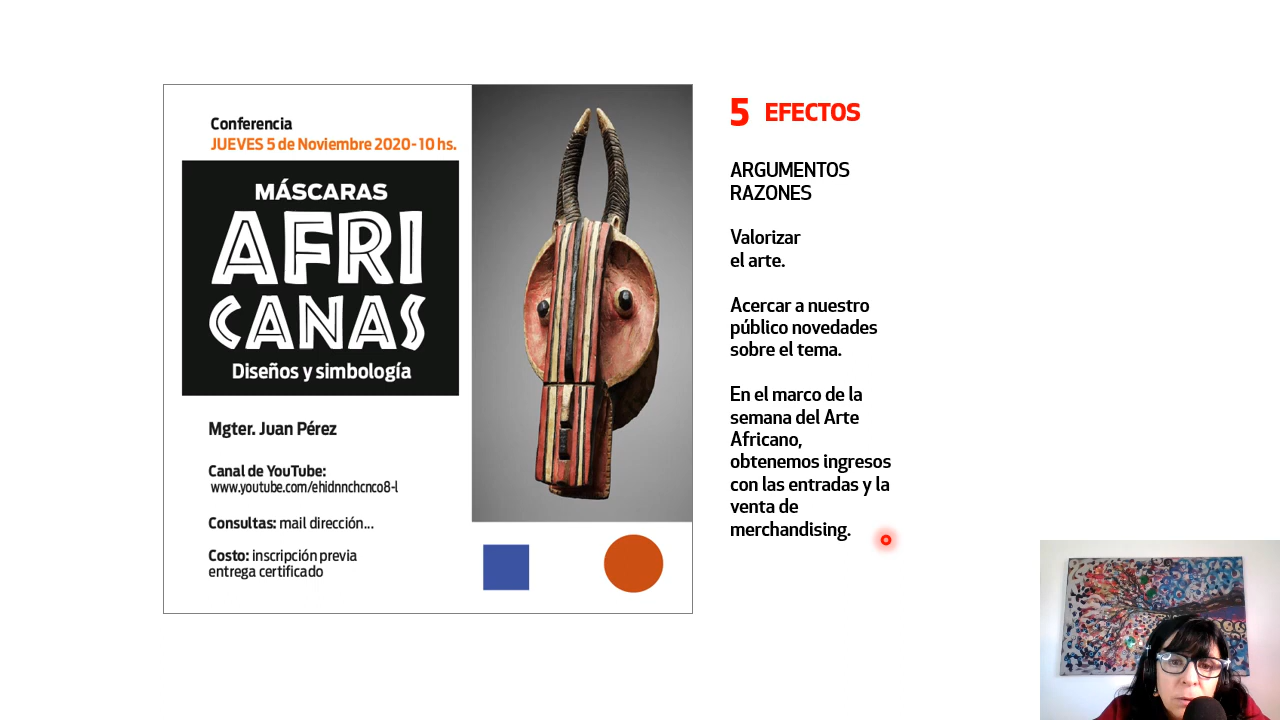 Conferencia
JUEVES 5 de Noviembre 2020-10 hs.
MÁSCARAS
AFRI
CANAS
Diseños y simbología
Mgter. Juan Pérez
Canal de YouTube:
www.youtube.com/ehidnnchcnco8-l
Consultas: mail dirección...
Costo: inscripción previa
entrega certificado
5 EFECTOS
ARGUMENTOS
RAZONES
Valorizar
el arte.
Acercar a nuestro
público novedades
sobre el tema.
En el marco de la
semana del Arte
Africano,
obtenemos ingresos
con las entradas y la
venta de
merchandising.